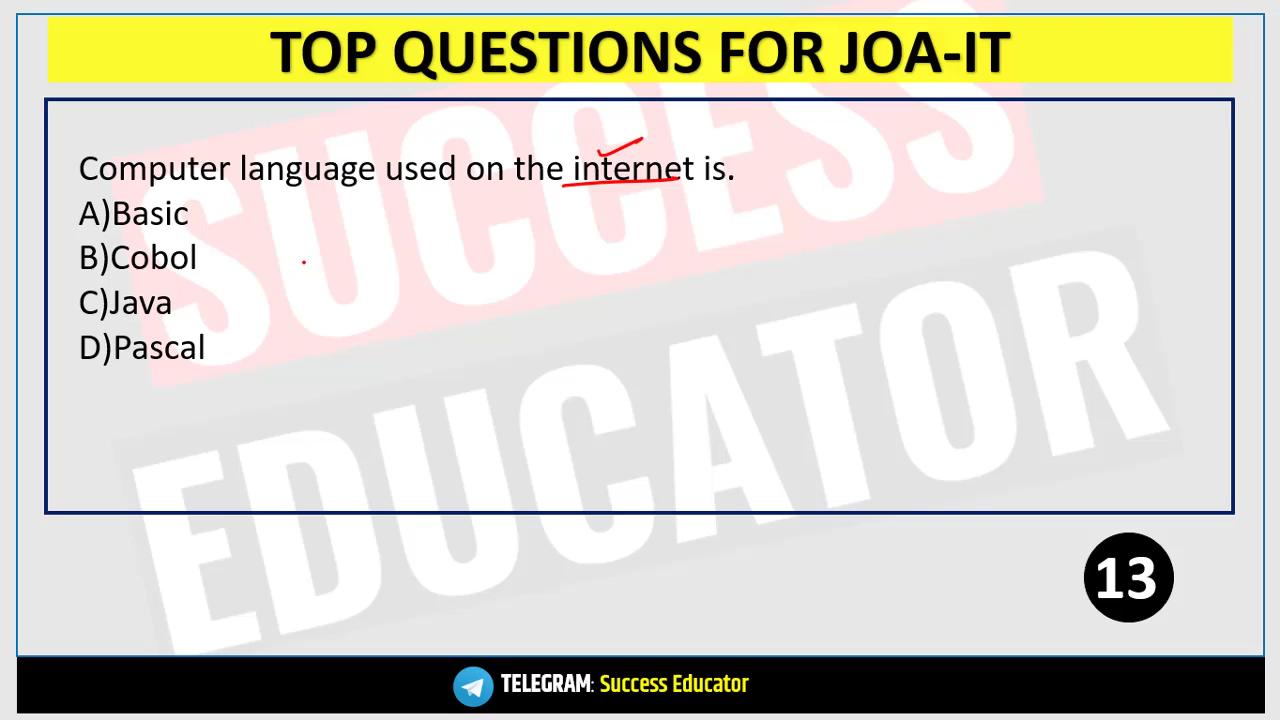 TOP QUESTIONS FOR JOA-IT
SUCCESS
EDUCATOR
Computer language used on the internet is.
A)Basic
B)Cobol
C)Java
D)Pascal
13
TELEGRAM: Success Educator